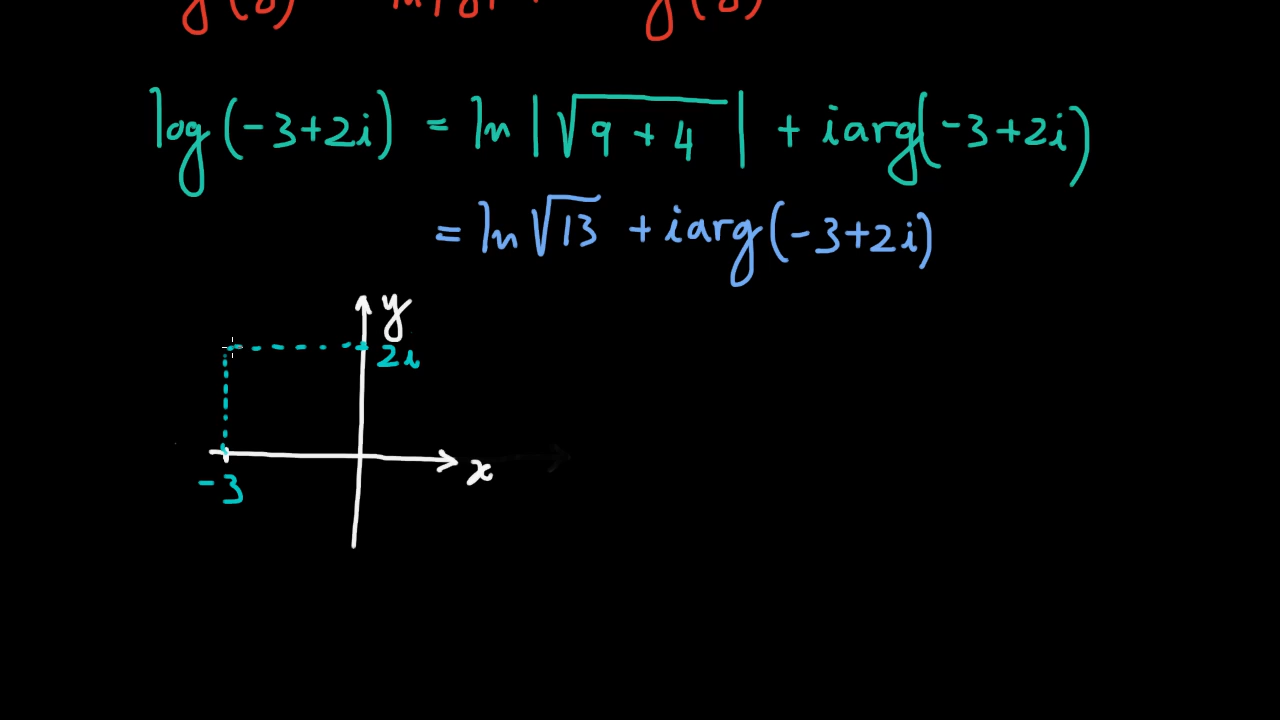 log(-3+2i) = ln|√(9+4)| + iarg(-3+2i)
= ln√13 + iarg(-3+2i)
y
2i
x
-3